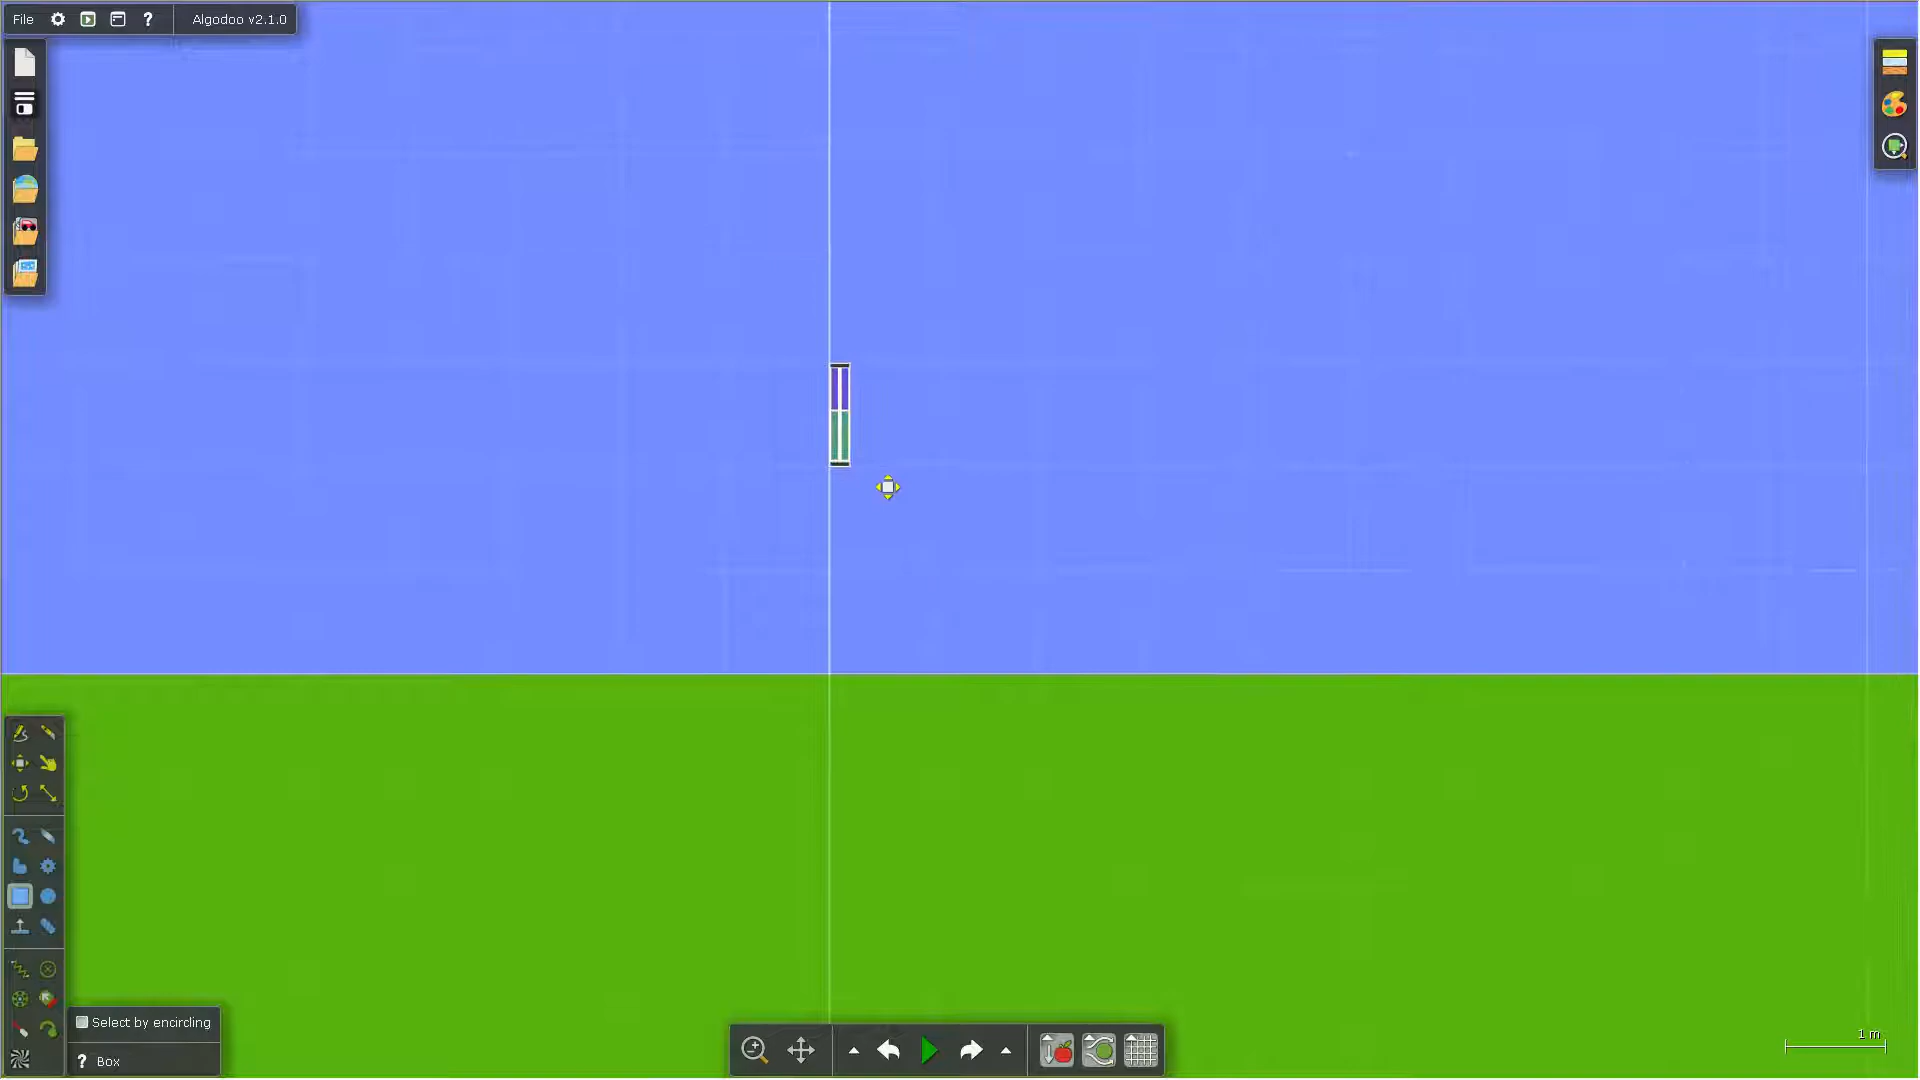 File ? Algodoo v2.1.0
Select by encircling
? Box
1 m